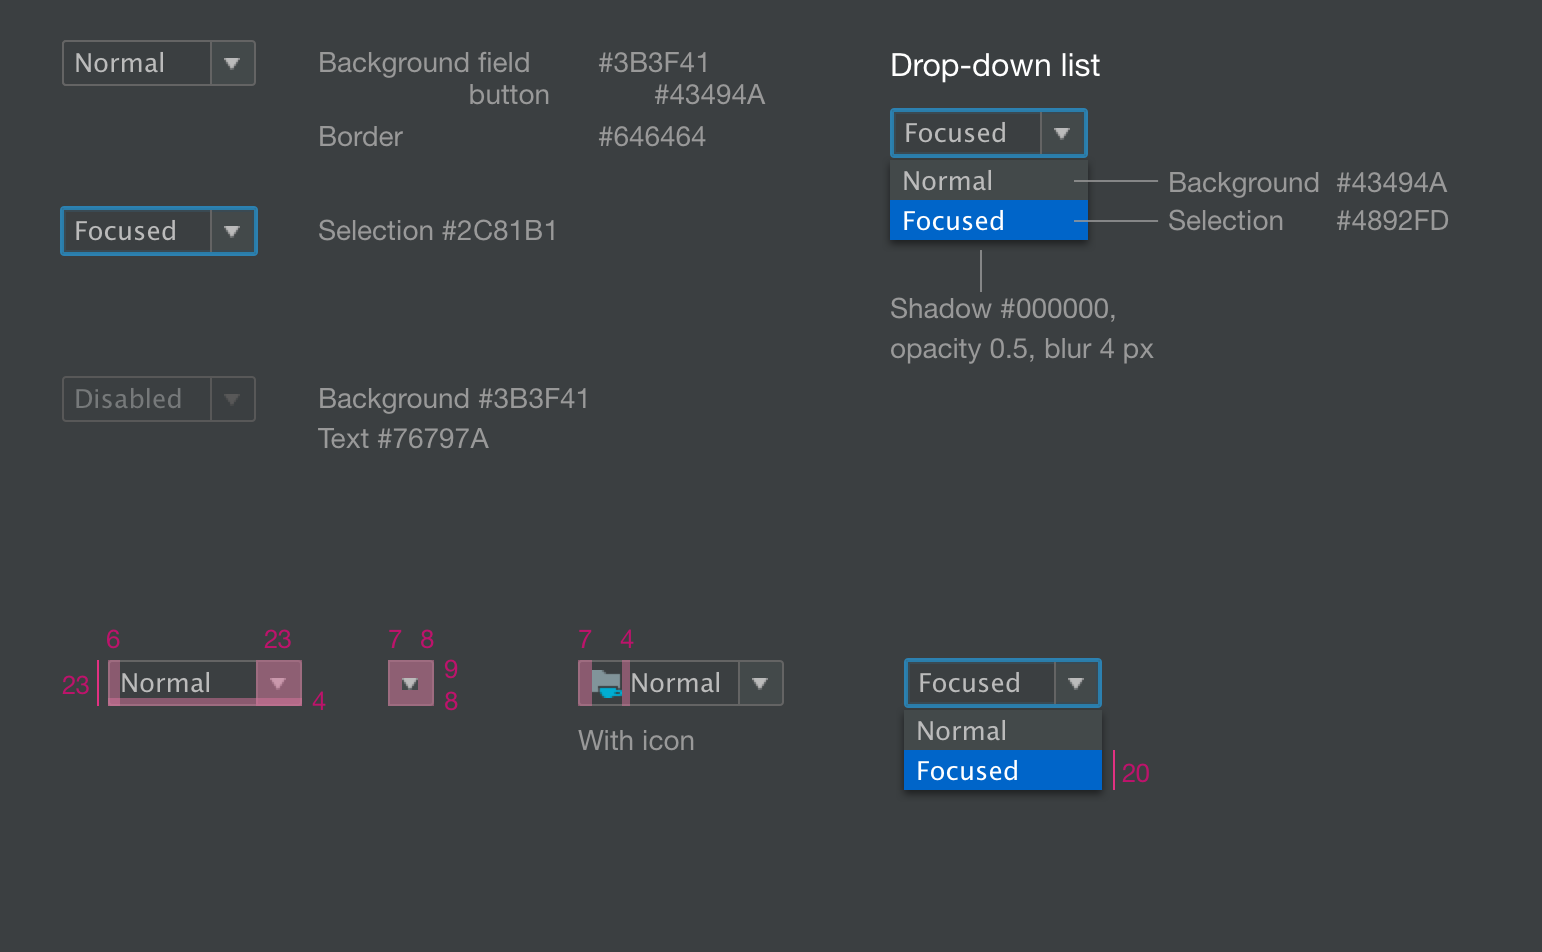 Normal
Background field #3B3F41
button #43494A
Border #646464
Focused
Selection #2C81B1
Disabled
Background #3B3F41
Text #76797A
Drop-down list
Focused
Normal
Background #43494A
Focused
Selection #4892FD
Shadow #000000,
opacity 0.5, blur 4 px
6 23
23 Normal
4
7 8
9
8
7 4
Normal
With icon
Focused
Normal
Focused
20